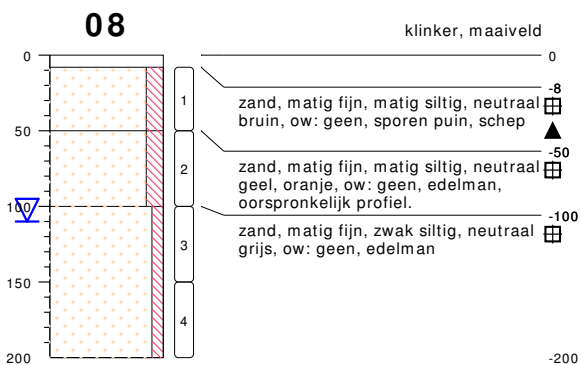 08
klinker, maaiveld
0
0
-8
zand, matig fijn, matig siltig, neutraal
bruin, ow: geen, sporen puin, schep
1
50
-50
zand, matig fijn, matig siltig, neutraal
geel, oranje, ow: geen, edelman,
oorspronkelijk profiel.
2
100
-100
zand, matig fijn, zwak siltig, neutraal
grijs, ow: geen, edelman
3
150
4
200
-200